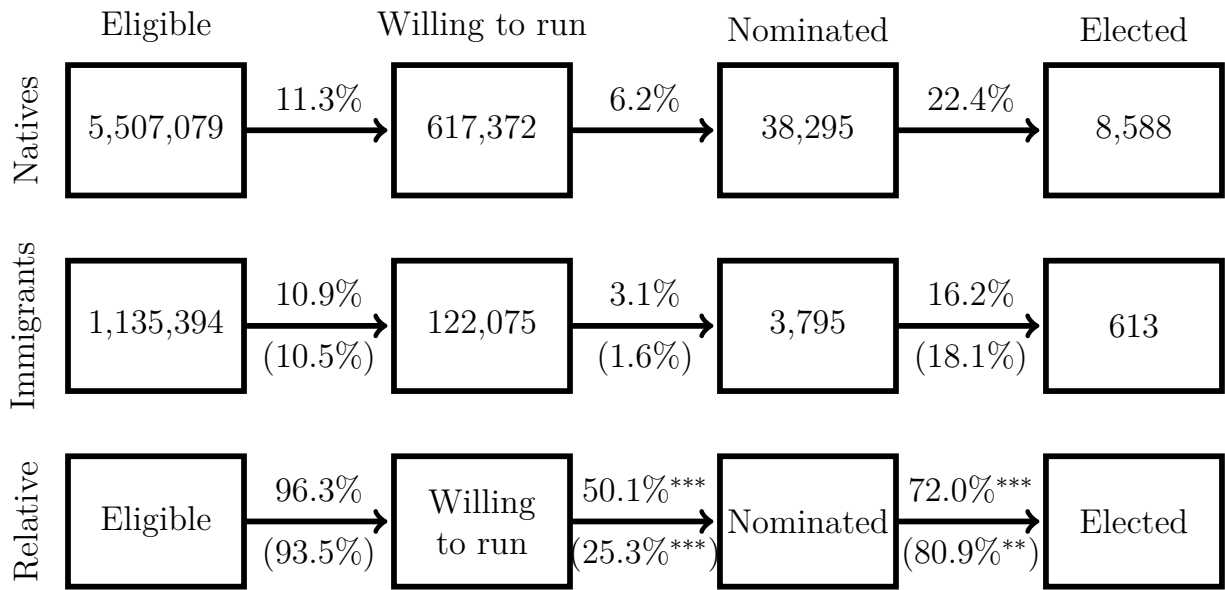 Eligible
Willing to run
Nominated
Elected
Natives
5,507,079
11.3%
617,372
6.2%
38,295
22.4%
8,588
Immigrants
1,135,394
10.9%
(10.5%)
122,075
3.1%
(1.6%)
3,795
16.2%
(18.1%)
613
Relative
Eligible
96.3%
(93.5%)
Willing
to run
50.1%***
(25.3%***)
Nominated
72.0%***
(80.9%**)
Elected